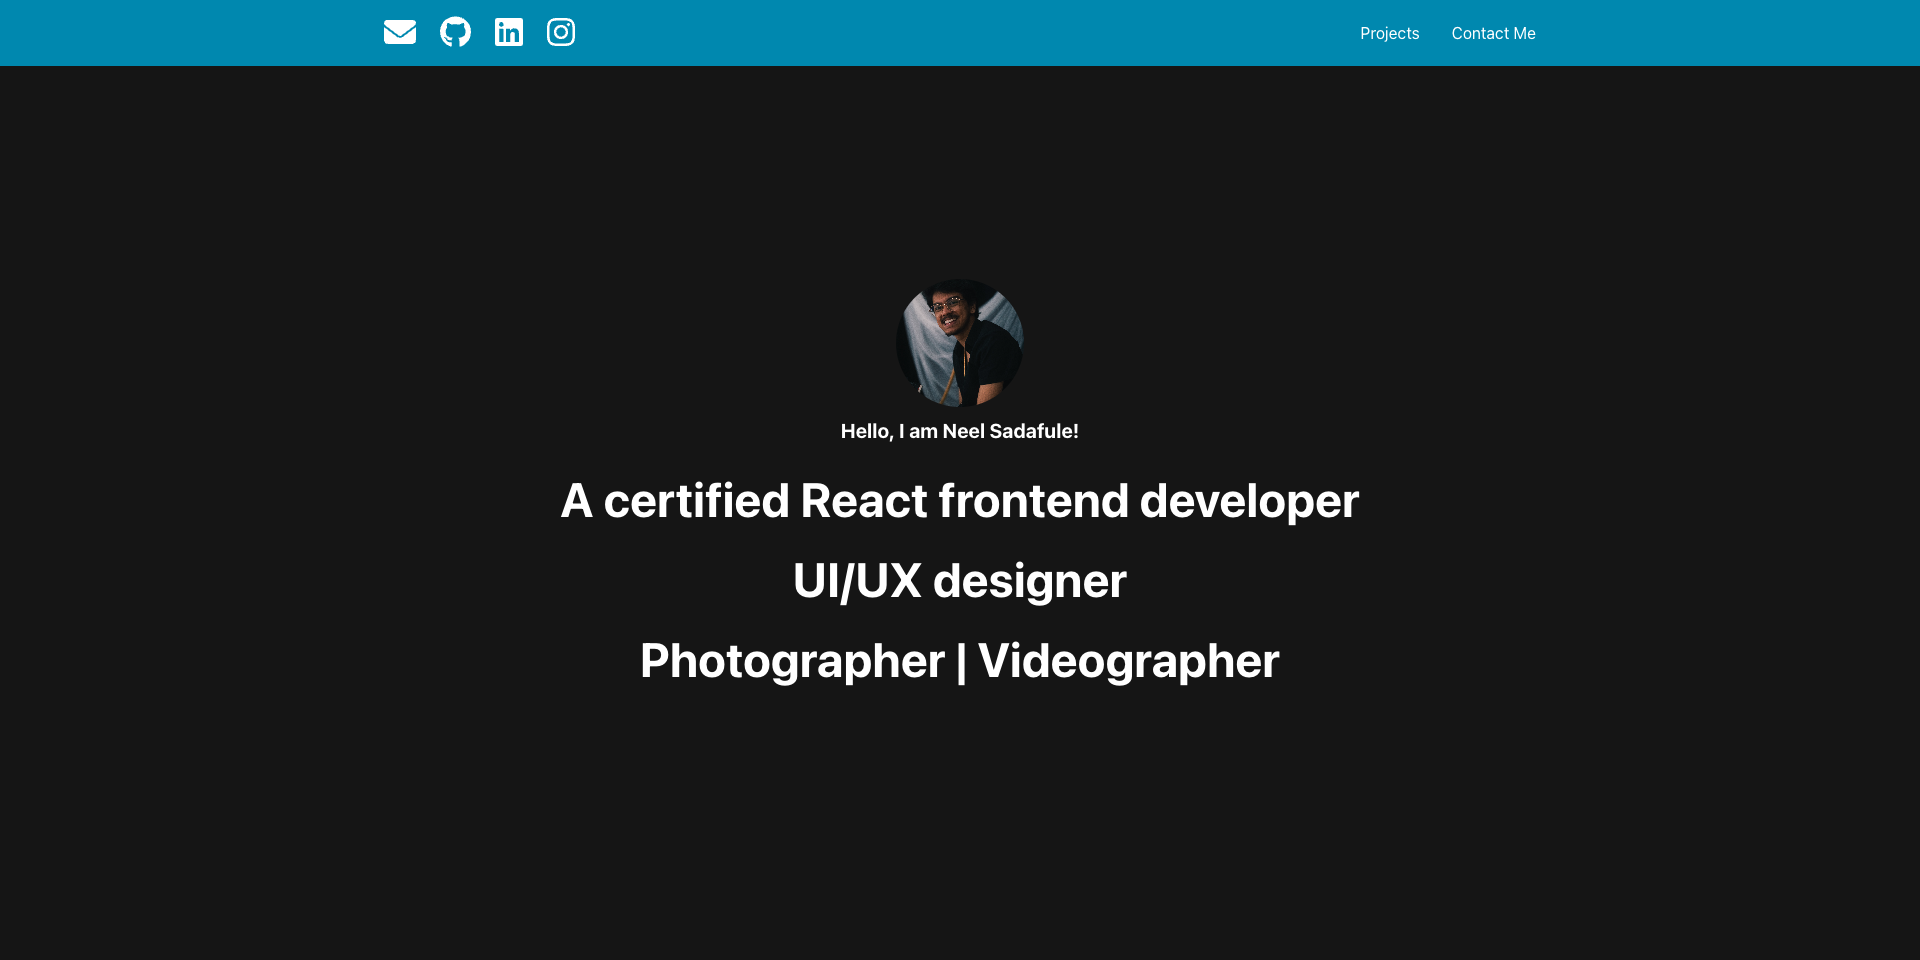 Projects Contact Me
Hello, I am Neel Sadafule!
A certified React frontend developer
UI/UX designer
Photographer | Videographer